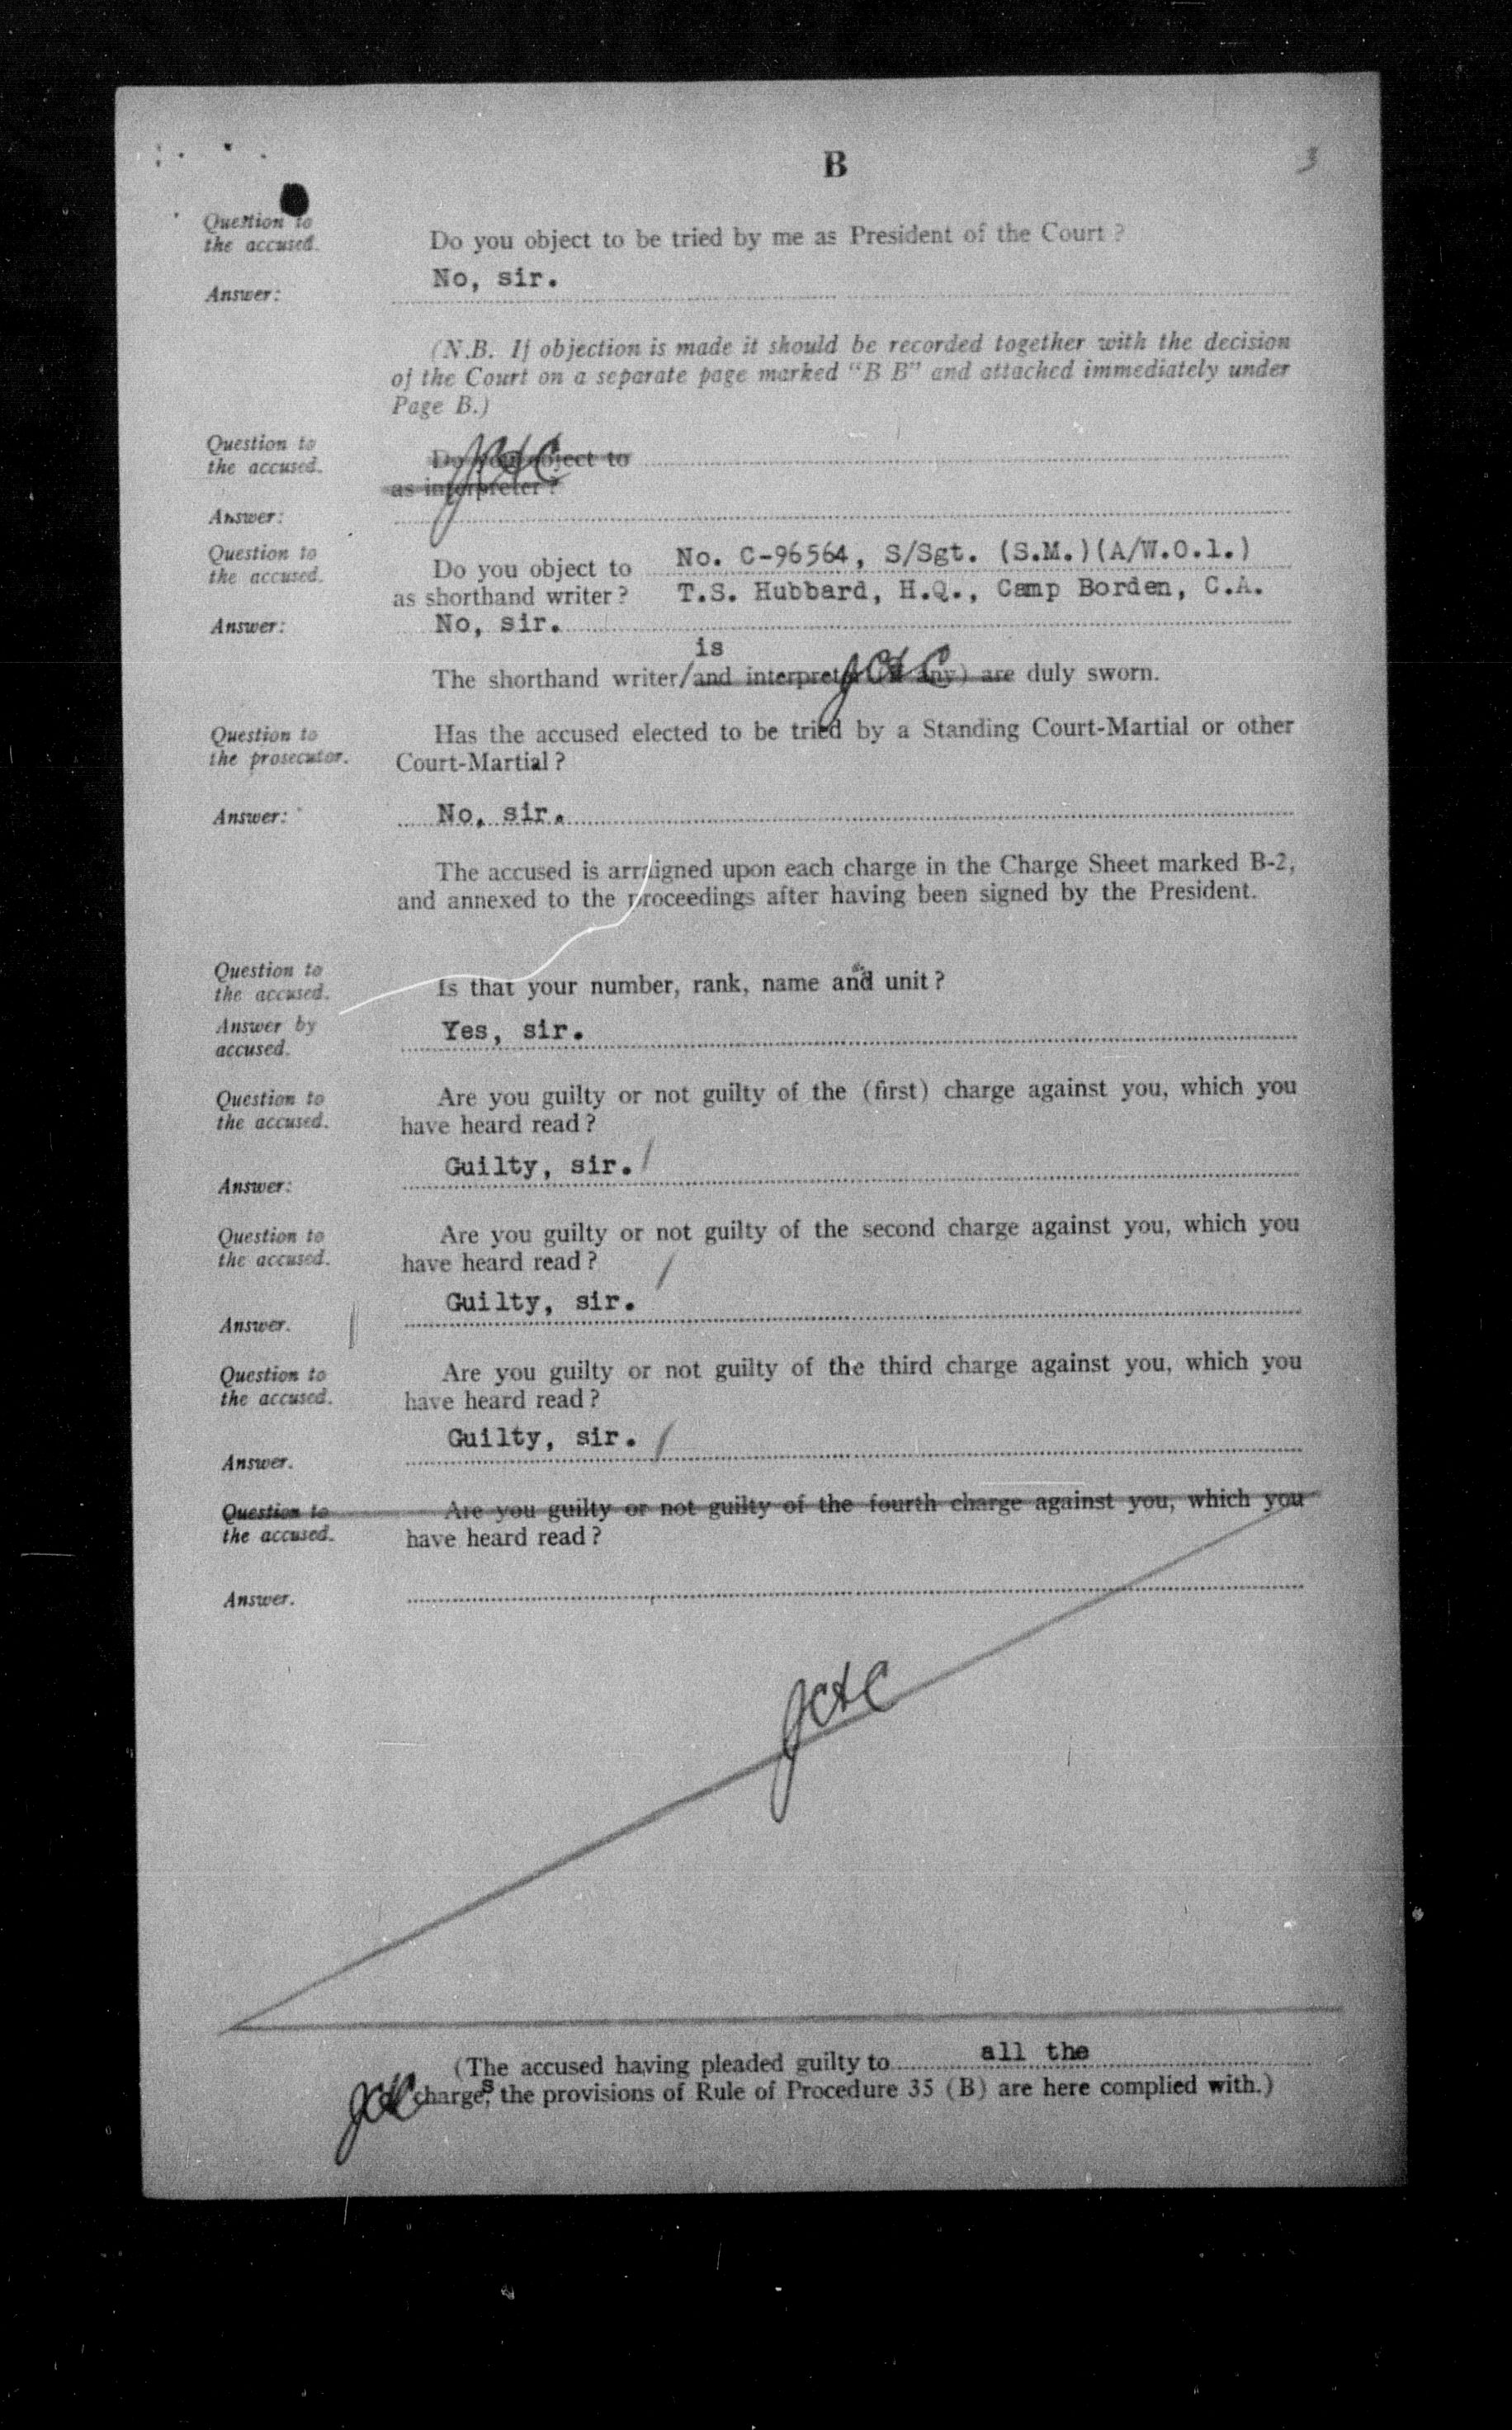 B
3
Question to
the accused.
Do you object to be tried by me as President of the Court?
No, sir.
Answer:
(N.B. If objection is made it should be recorded together with the decision
of the Court on a separate page marked "B B" and attached immediately under
Page B.)
Question to
the accused.
Do you object to
as interpreter?
Answer:
Question to
the accused.
Do you object to No. C-96564, S/Sgt. (S.M.)(A/W.O.1.)
as shorthand writer? T.S. Hubbard, H.Q., Camp Borden, C.A.
Answer: No, sir.
is
The shorthand writer/and interpreter (if any) are duly sworn.
Question to
the prosecutor.
Has the accused elected to be tried by a Standing Court-Martial or other
Court-Martial?
Answer: No, sir.
The accused is arraigned upon each charge in the Charge Sheet marked B-2,
and annexed to the proceedings after having been signed by the President.
Question to
the accused.
Is that your number, rank, name and unit?
Answer by
accused.
Yes, sir.
Question to
the accused.
Are you guilty or not guilty of the (first) charge against you, which you
have heard read?
Guilty, sir.
Answer:
Question to
the accused.
Are you guilty or not guilty of the second charge against you, which you
have heard read?
Guilty, sir.
Answer.
Question to
the accused.
Are you guilty or not guilty of the third charge against you, which you
have heard read?
Guilty, sir.
Answer.
Question to
the accused.
Are you guilty or not guilty of the fourth charge against you, which you
have heard read?
Answer.
(The accused having pleaded guilty to all the
charges, the provisions of Rule of Procedure 35 (B) are here complied with.)